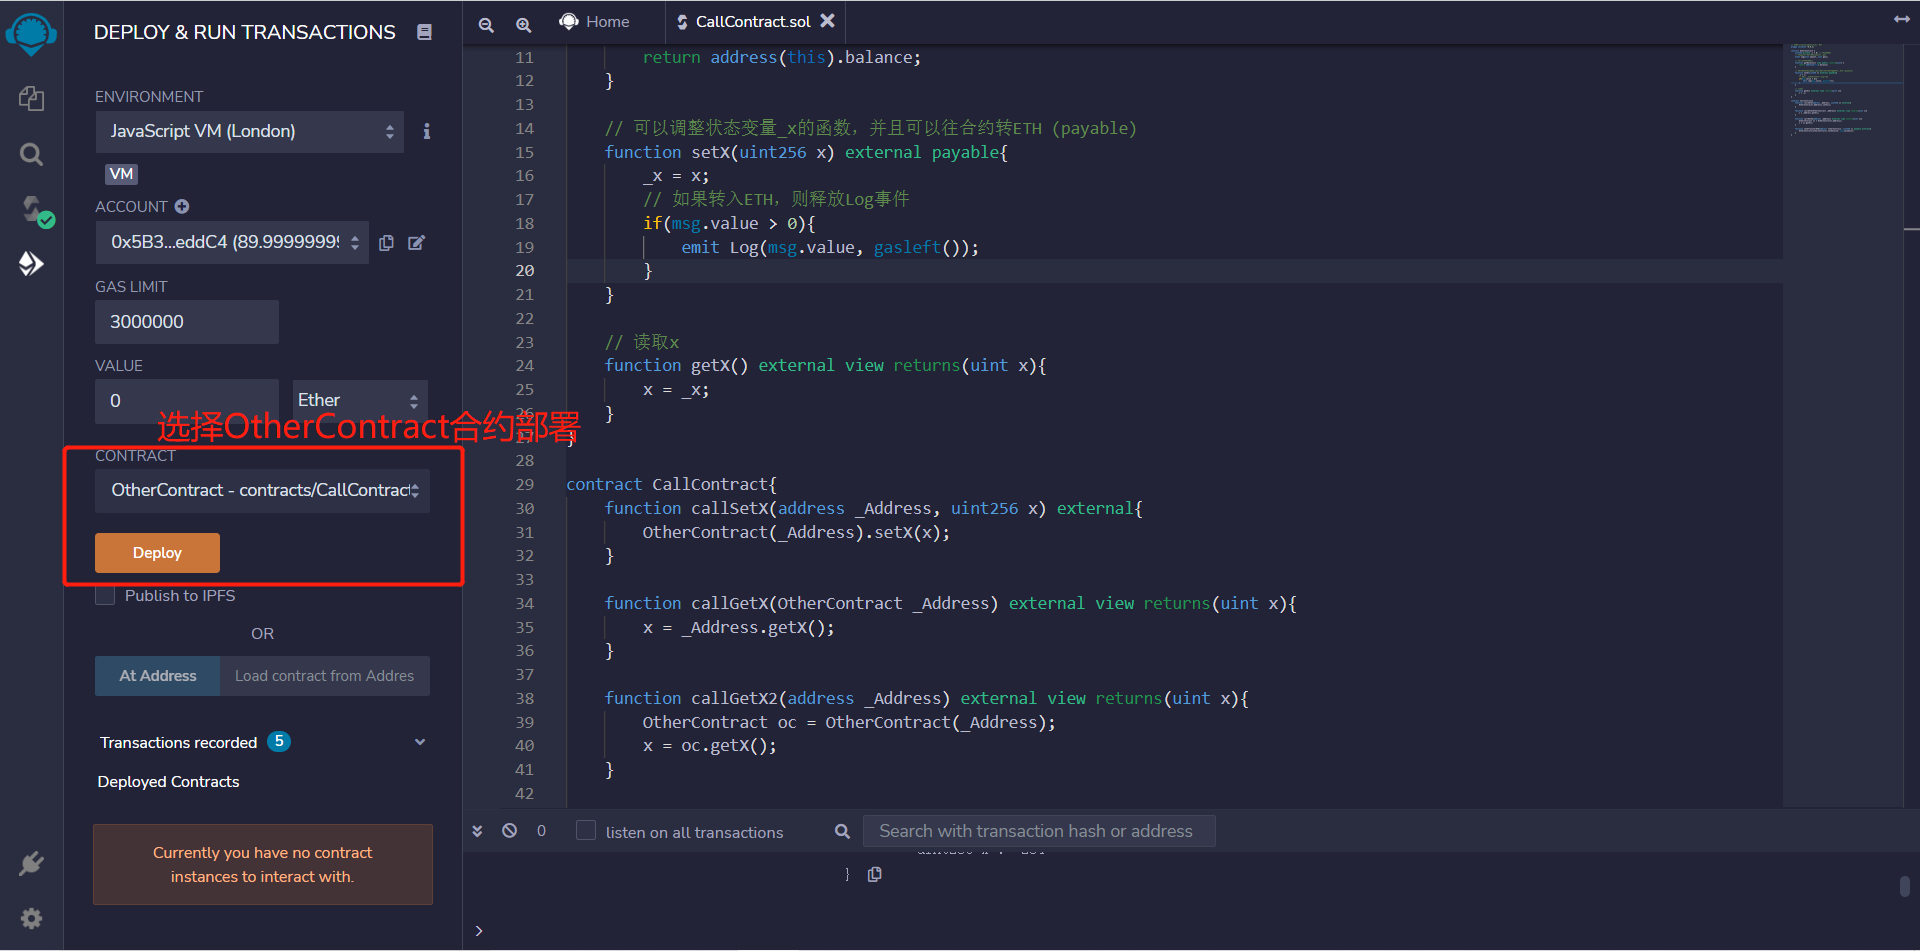 DEPLOY & RUN TRANSACTIONS
ENVIRONMENT
JavaScript VM (London)
VM
ACCOUNT
0x5B3...eddC4 (89.9999999
GAS LIMIT
3000000
VALUE
0
Ether
选择OtherContract合约部署
CONTRACT
OtherContract - contracts/CallContract
Deploy
Publish to IPFS
OR
At Address
Load contract from Addres
Transactions recorded 5
Deployed Contracts
Currently you have no contract
instances to interact with.
Home
CallContract.sol
11 return address(this).balance;
12 }
13
14 // 可以调整状态变量_x的函数，并且可以往合约转ETH (payable)
15 function setX(uint256 x) external payable{
16 _x = x;
17 // 如果转入ETH，则释放Log事件
18 if(msg.value > 0){
19 emit Log(msg.value, gasleft());
20 }
21 }
22
23 // 读取x
24 function getX() external view returns(uint x){
25 x = _x;
26 }
27 }
28
29 contract CallContract{
30 function callSetX(address _Address, uint256 x) external{
31 OtherContract(_Address).setX(x);
32 }
33
34 function callGetX(OtherContract _Address) external view returns(uint x){
35 x = _Address.getX();
36 }
37
38 function callGetX2(address _Address) external view returns(uint x){
39 OtherContract oc = OtherContract(_Address);
40 x = oc.getX();
41 }
42
0
listen on all transactions
Search with transaction hash or address
}
>